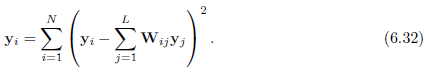 y_i = \sum_{i=1}^{N} \left( y_i - \sum_{j=1}^{L} W_{ij} y_j \right)^2 . (6.32)